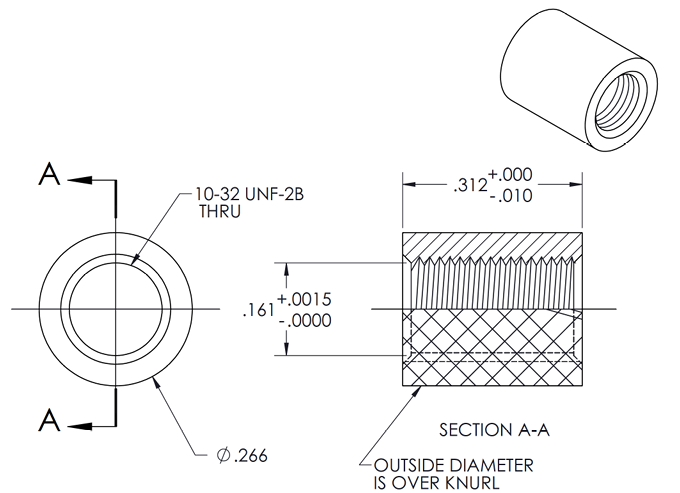 A
10-32 UNF-2B
THRU
.312 +.000
-.010
.161 +.0015
-.0000
A
Ø.266
SECTION A-A
OUTSIDE DIAMETER
IS OVER KNURL